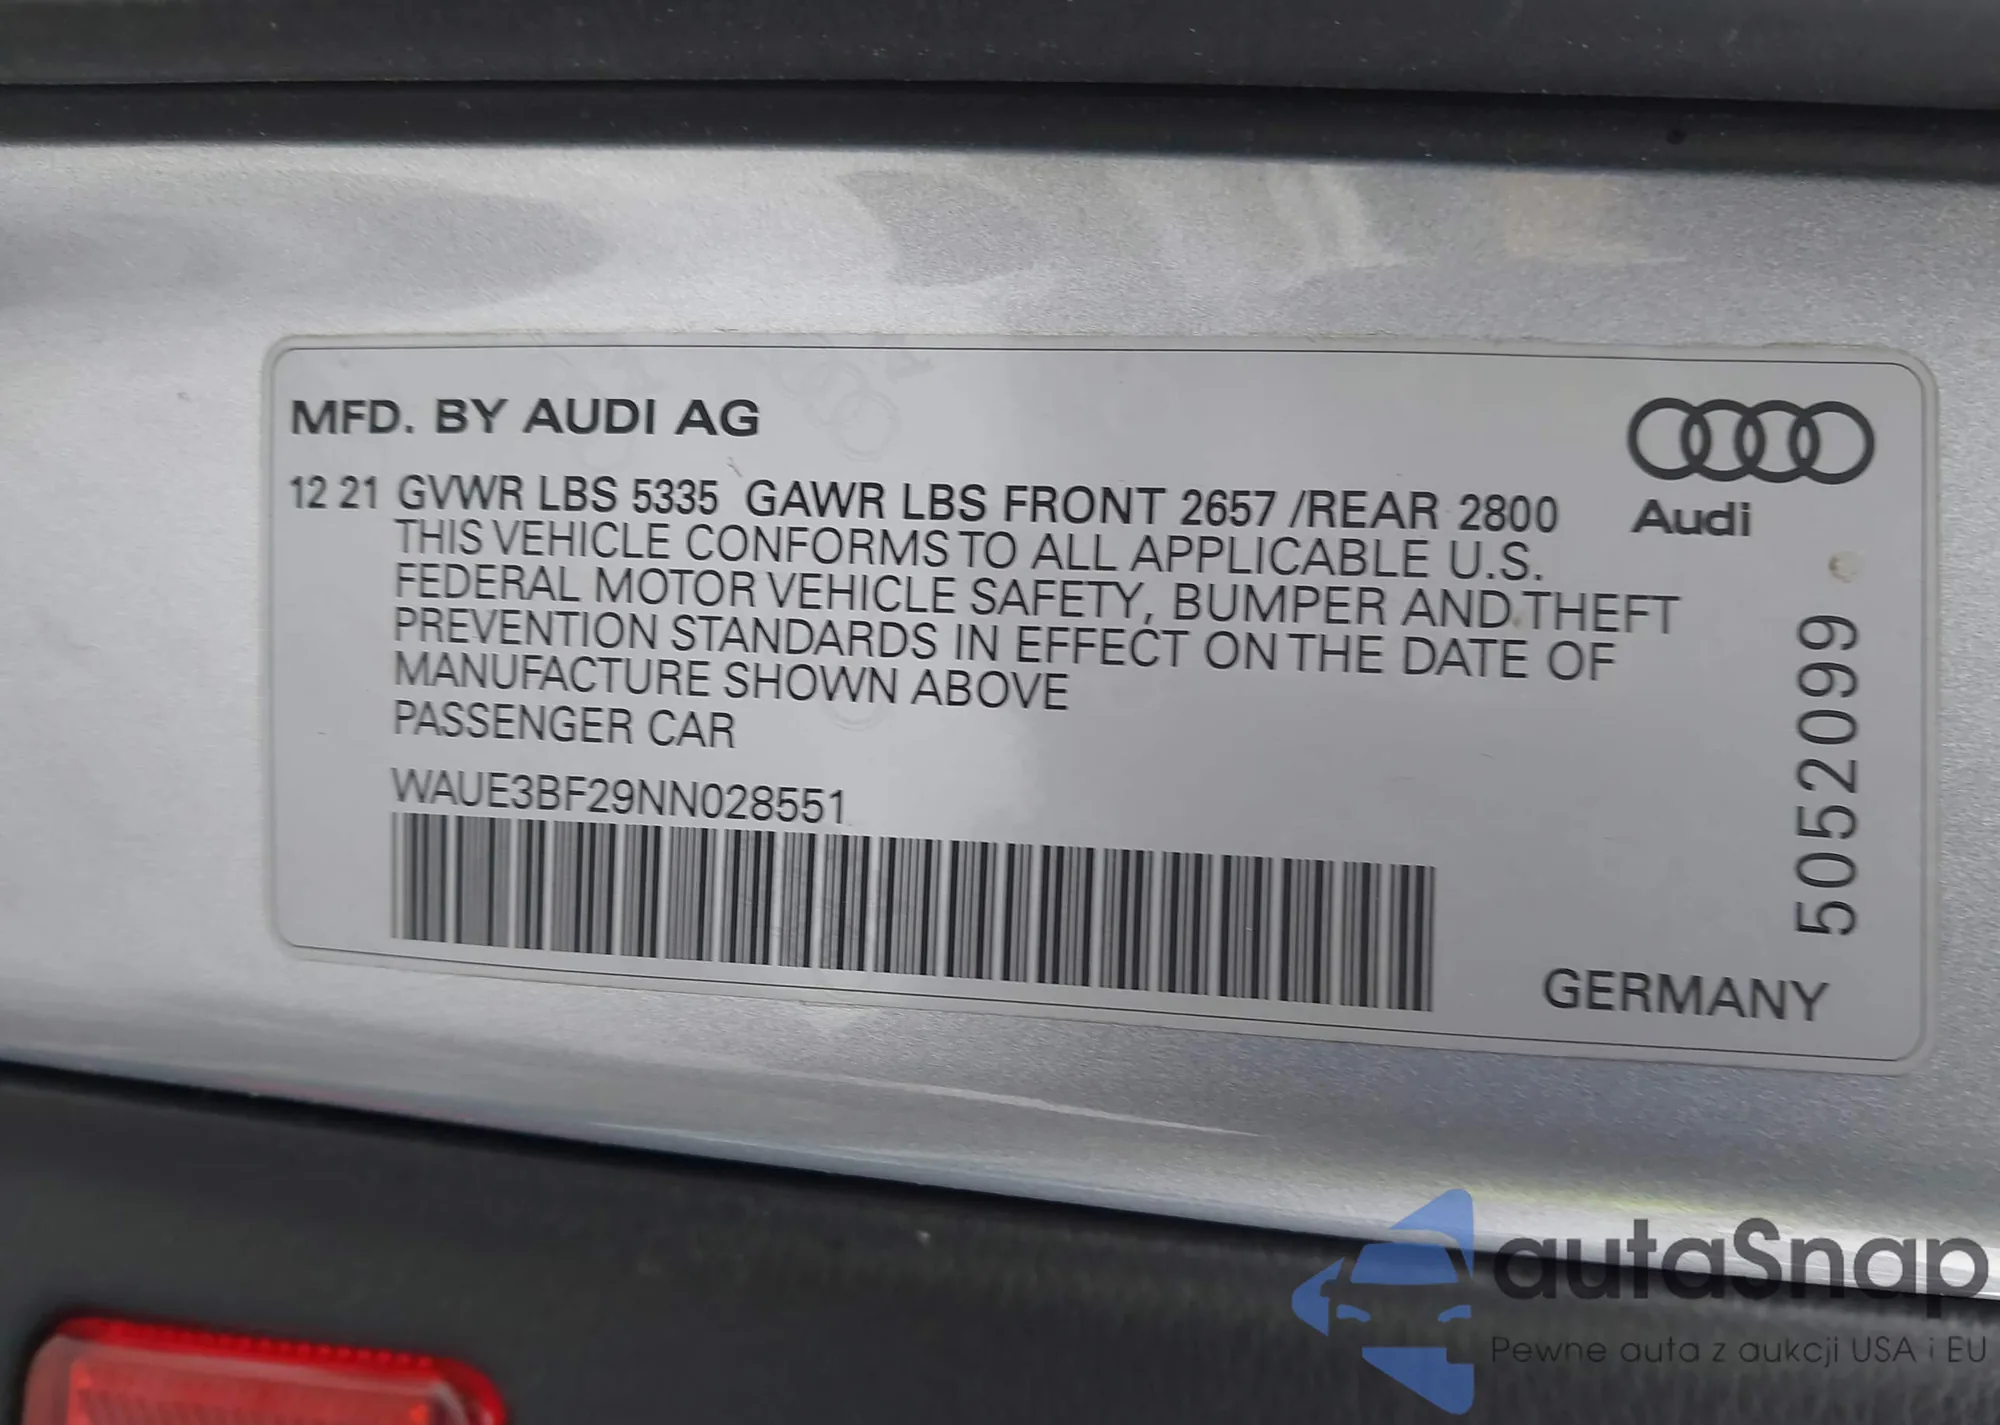 MFD. BY AUDI AG
12 21 GVWR LBS 5335 GAWR LBS FRONT 2657 /REAR 2800
THIS VEHICLE CONFORMS TO ALL APPLICABLE U.S.
FEDERAL MOTOR VEHICLE SAFETY, BUMPER AND THEFT
PREVENTION STANDARDS IN EFFECT ON THE DATE OF
MANUFACTURE SHOWN ABOVE
PASSENGER CAR
WAUE3BF29NN028551
Audi
5052099
GERMANY
autaSnap
Pewne auta z aukcji USA i EU